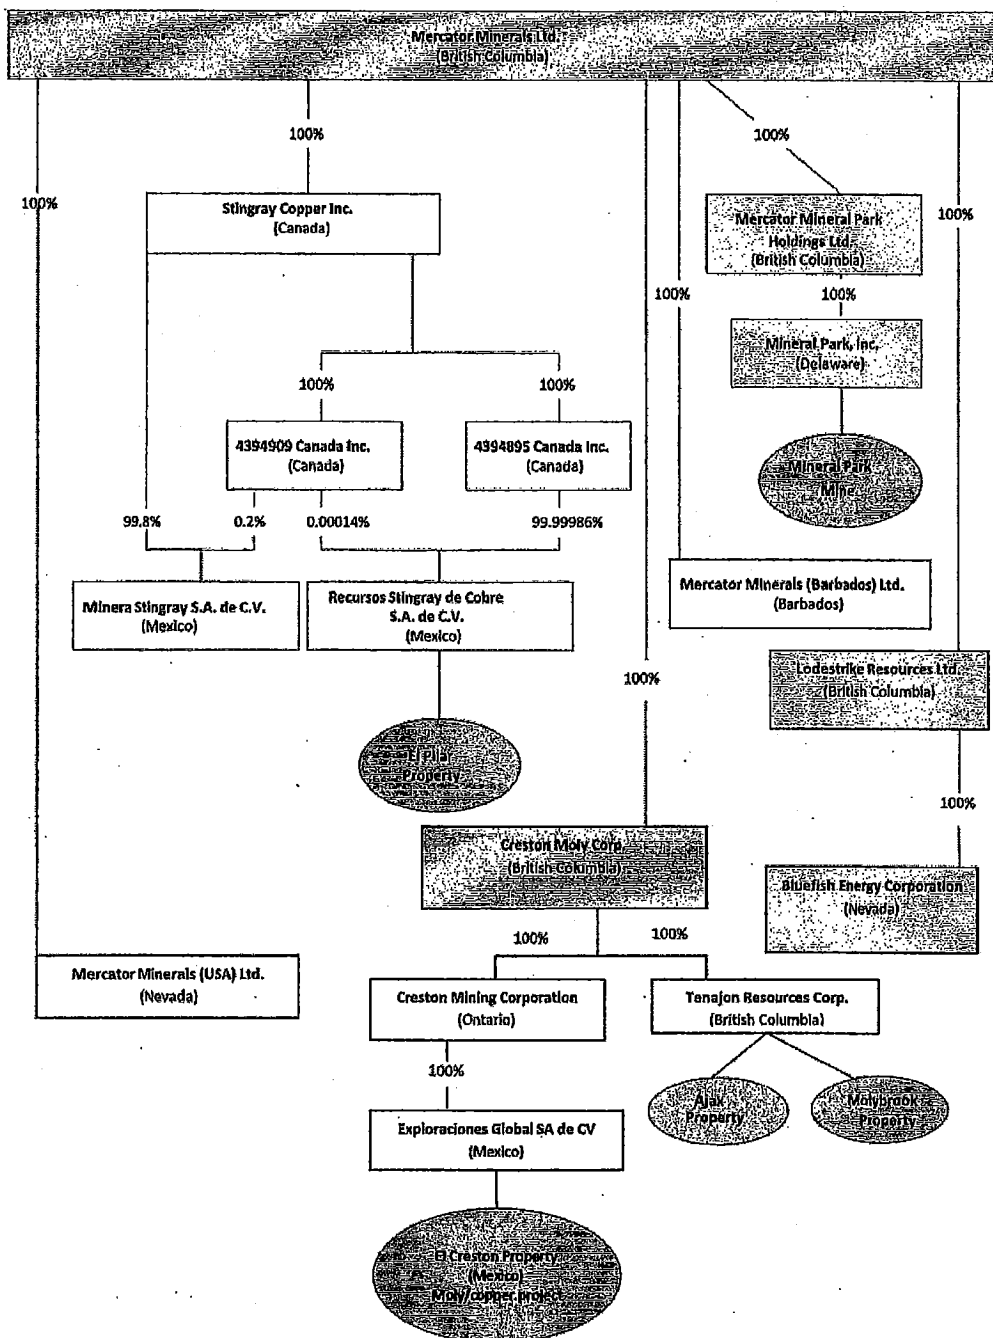 Mercator Minerals Ltd.
(British Columbia)
100%
100%
100%
100%
100%
Stingray Copper Inc.
(Canada)
Mercator Mineral Park
Holdings Ltd.
(British Columbia)
100%
100%
Mineral Park, Inc.
(Delaware)
100%
100%
4394909 Canada Inc.
(Canada)
4394895 Canada Inc.
(Canada)
Mineral Park
Mine
99.8%
0.2%
0.00014%
99.99986%
Mercator Minerals (Barbados) Ltd.
(Barbados)
Minera Stingray S.A. de C.V.
(Mexico)
Recursos Stingray de Cobre
S.A. de C.V.
(Mexico)
Lodestrike Resources Ltd.
(British Columbia)
100%
El Pilar
Property
100%
Creston Moly Corp.
(British Columbia)
Bluefish Energy Corporation
(Nevada)
100%
100%
Mercator Minerals (USA) Ltd.
(Nevada)
Creston Mining Corporation
(Ontario)
Tenajon Resources Corp.
(British Columbia)
100%
Ajax
Property
Molybrook
Property
Exploraciones Global SA de CV
(Mexico)
El Creston Property
(Mexico)
Moly/copper project